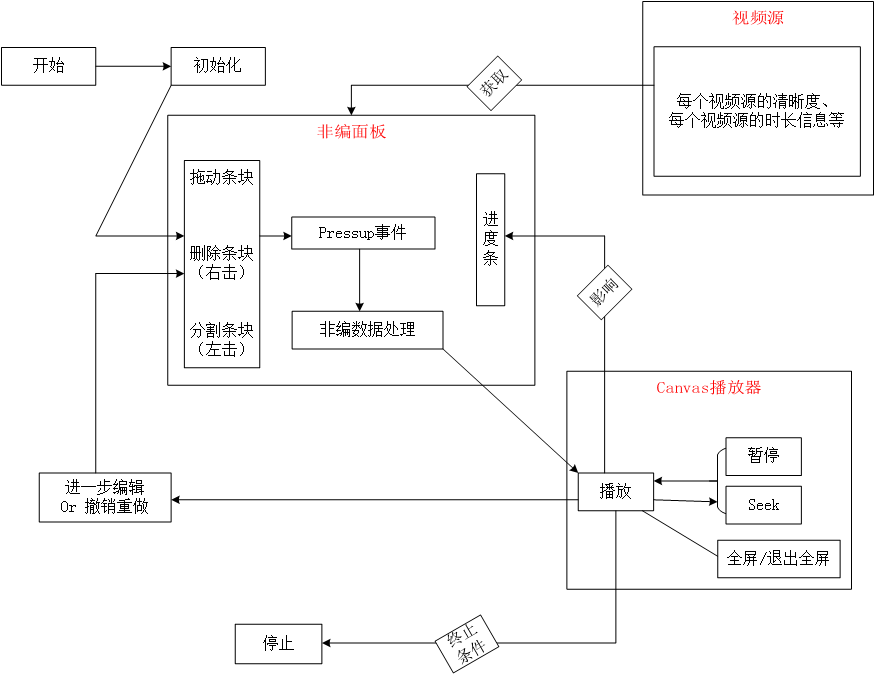 视频源
开始
初始化
获取
每个视频源的清晰度、
每个视频源的时长信息等
非编面板
拖动条块
删除条块
（右击）
分割条块
（左击）
Pressup事件
非编数据处理
进
度
条
影响
Canvas播放器
暂停
播放
Seek
全屏/退出全屏
进一步编辑
Or 撤销重做
终止
条件
停止